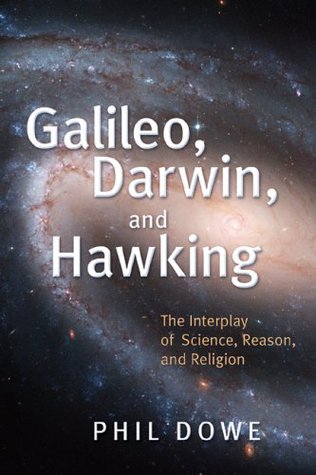 Galileo,
Darwin,
and
Hawking
The Interplay
of Science, Reason,
and Religion
PHIL DOWE